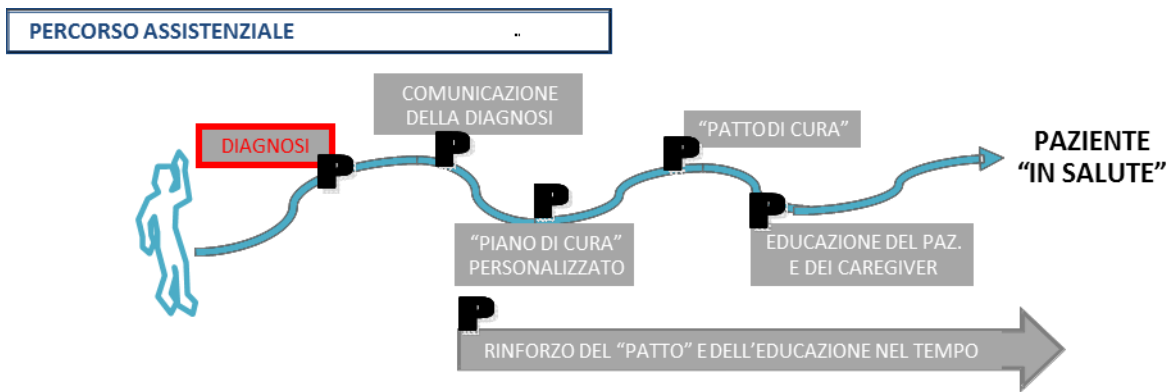 PERCORSO ASSISTENZIALE
..
COMUNICAZIONE
DELLA DIAGNOSI
DIAGNOSI
P
P
"PATTO DI CURA"
P
PAZIENTE
"IN SALUTE"
P
"PIANO DI CURA"
PERSONALIZZATO
P
EDUCAZIONE DEL PAZ.
E DEI CAREGIVER
P
RINFORZO DEL "PATTO" E DELL'EDUCAZIONE NEL TEMPO